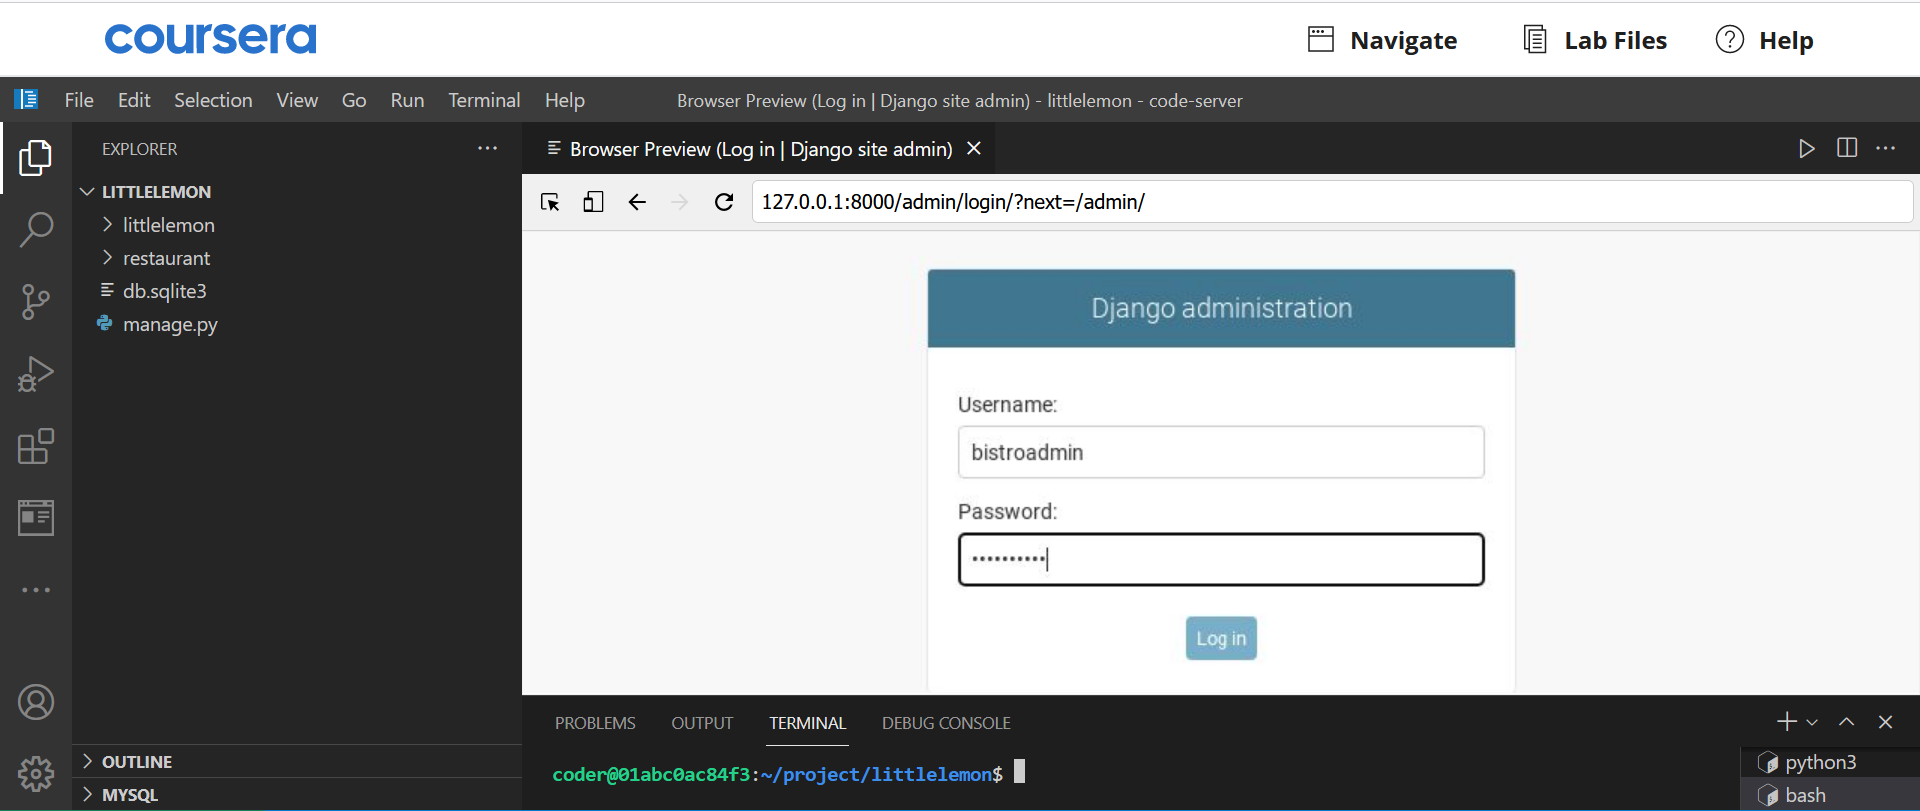 coursera
Navigate
Lab Files
Help
File Edit Selection View Go Run Terminal Help
Browser Preview (Log in | Django site admin) - littlelemon - code-server
EXPLORER
LITTLELEMON
littlelemon
restaurant
db.sqlite3
manage.py
OUTLINE
MYSQL
Browser Preview (Log in | Django site admin)
127.0.0.1:8000/admin/login/?next=/admin/
Django administration
Username:
bistroadmin
Password:
••••••••••
Log in
PROBLEMS OUTPUT TERMINAL DEBUG CONSOLE
coder@01abc0ac84f3:~/project/littlelemon$
python3
bash